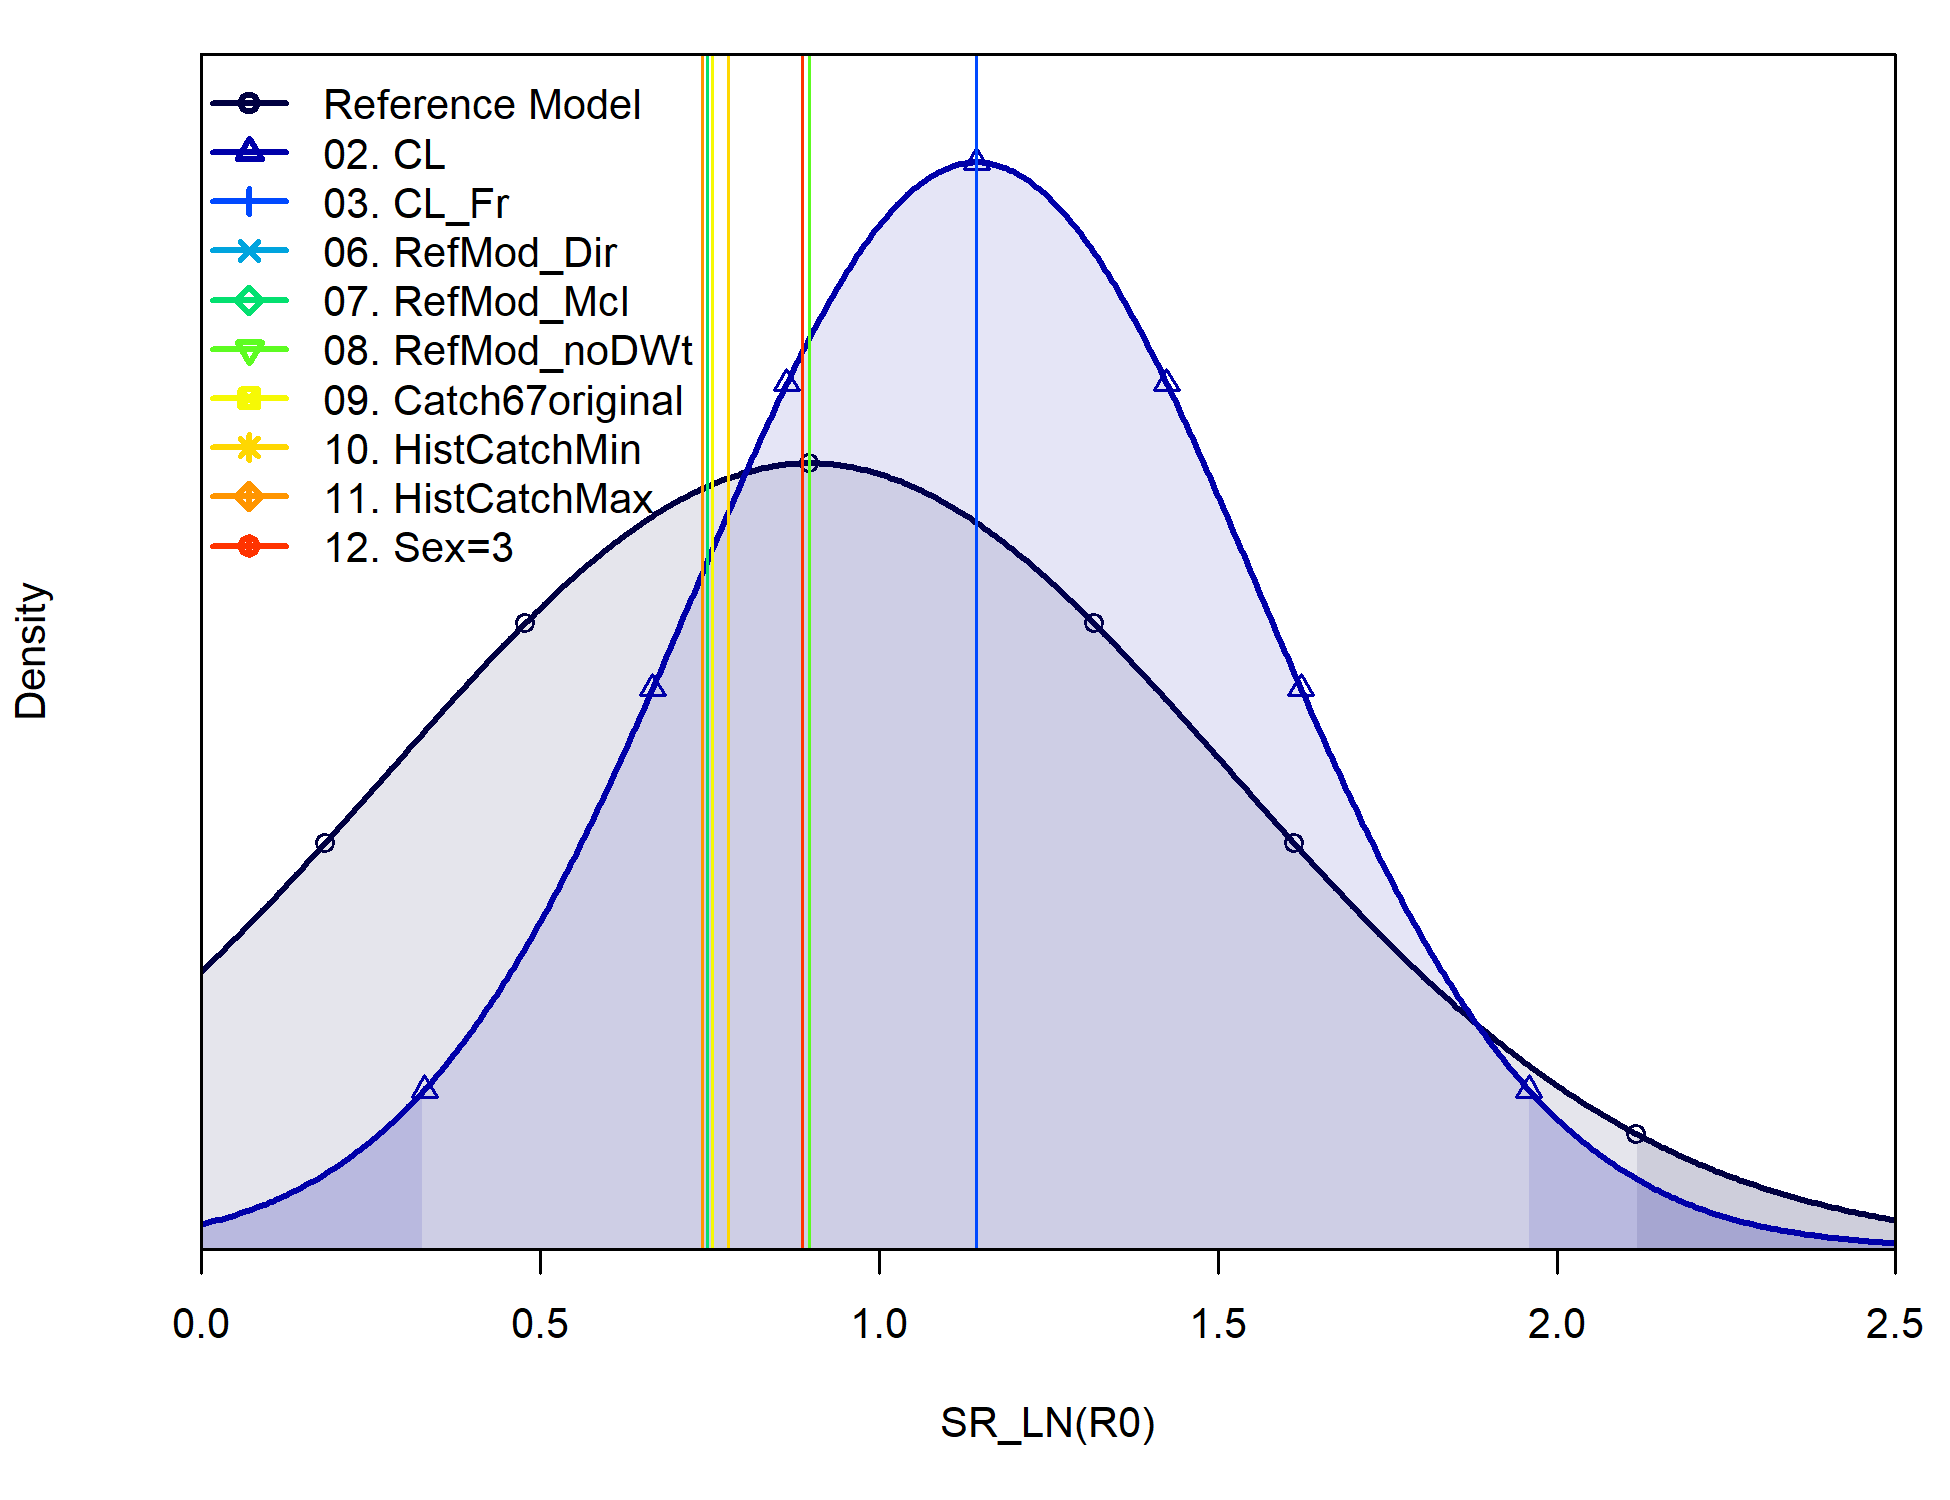 Reference Model
02. CL
03. CL_Fr
06. RefMod_Dir
07. RefMod_Mcl
08. RefMod_noDWt
09. Catch67original
10. HistCatchMin
11. HistCatchMax
12. Sex=3
Density
0.0 0.5 1.0 1.5 2.0 2.5
SR_LN(R0)